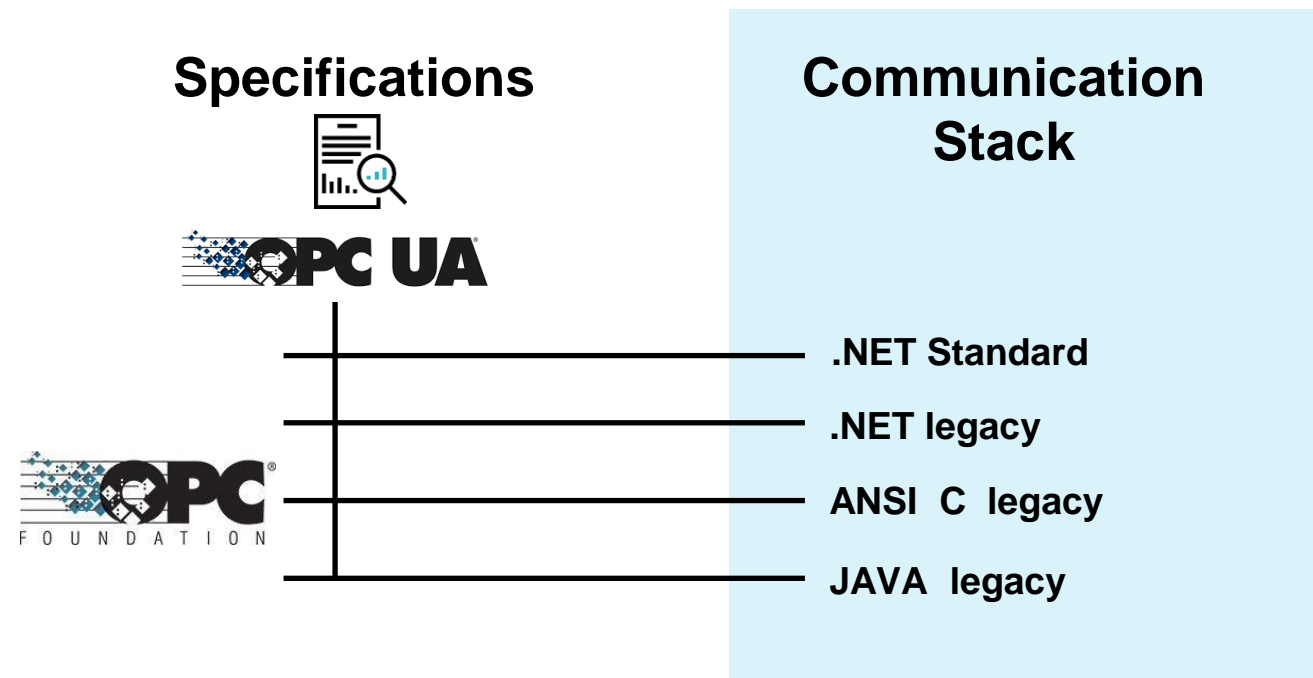 Specifications
Communication
Stack
OPC UA
.NET Standard
.NET legacy
OPC®
FOUNDATION
ANSI C legacy
JAVA legacy